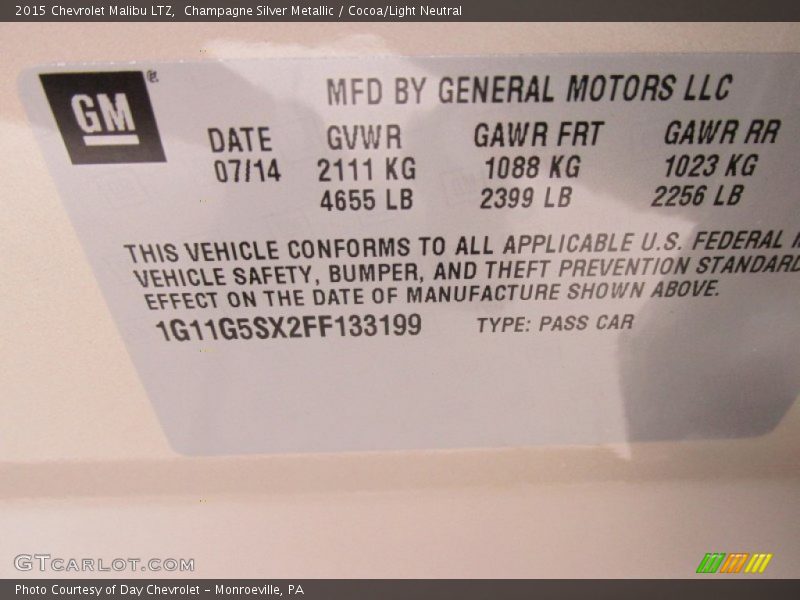 2015 Chevrolet Malibu LTZ, Champagne Silver Metallic / Cocoa/Light Neutral
GM®
MFD BY GENERAL MOTORS LLC
DATE GVWR GAWR FRT GAWR RR
07/14 2111 KG 1088 KG 1023 KG
4655 LB 2399 LB 2256 LB
THIS VEHICLE CONFORMS TO ALL APPLICABLE U.S. FEDERAL
VEHICLE SAFETY, BUMPER, AND THEFT PREVENTION STANDARD
EFFECT ON THE DATE OF MANUFACTURE SHOWN ABOVE.
1G11G5SX2FF133199 TYPE: PASS CAR
GTCARLOT.COM
Photo Courtesy of Day Chevrolet – Monroeville, PA